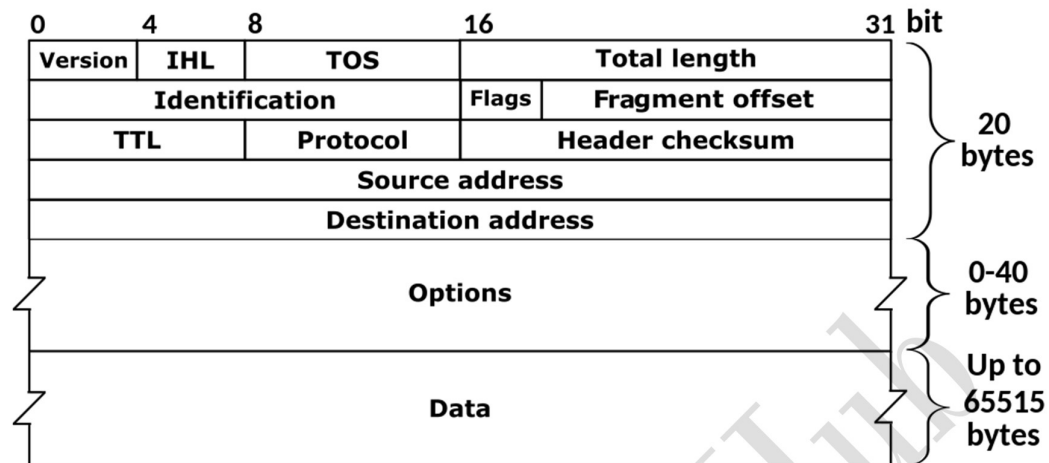 0 4 8 16 31 bit
Version IHL TOS Total length
Identification Flags Fragment offset
TTL Protocol Header checksum
Source address
Destination address
20
bytes
Options
0-40
bytes
Data
Up to
65515
bytes